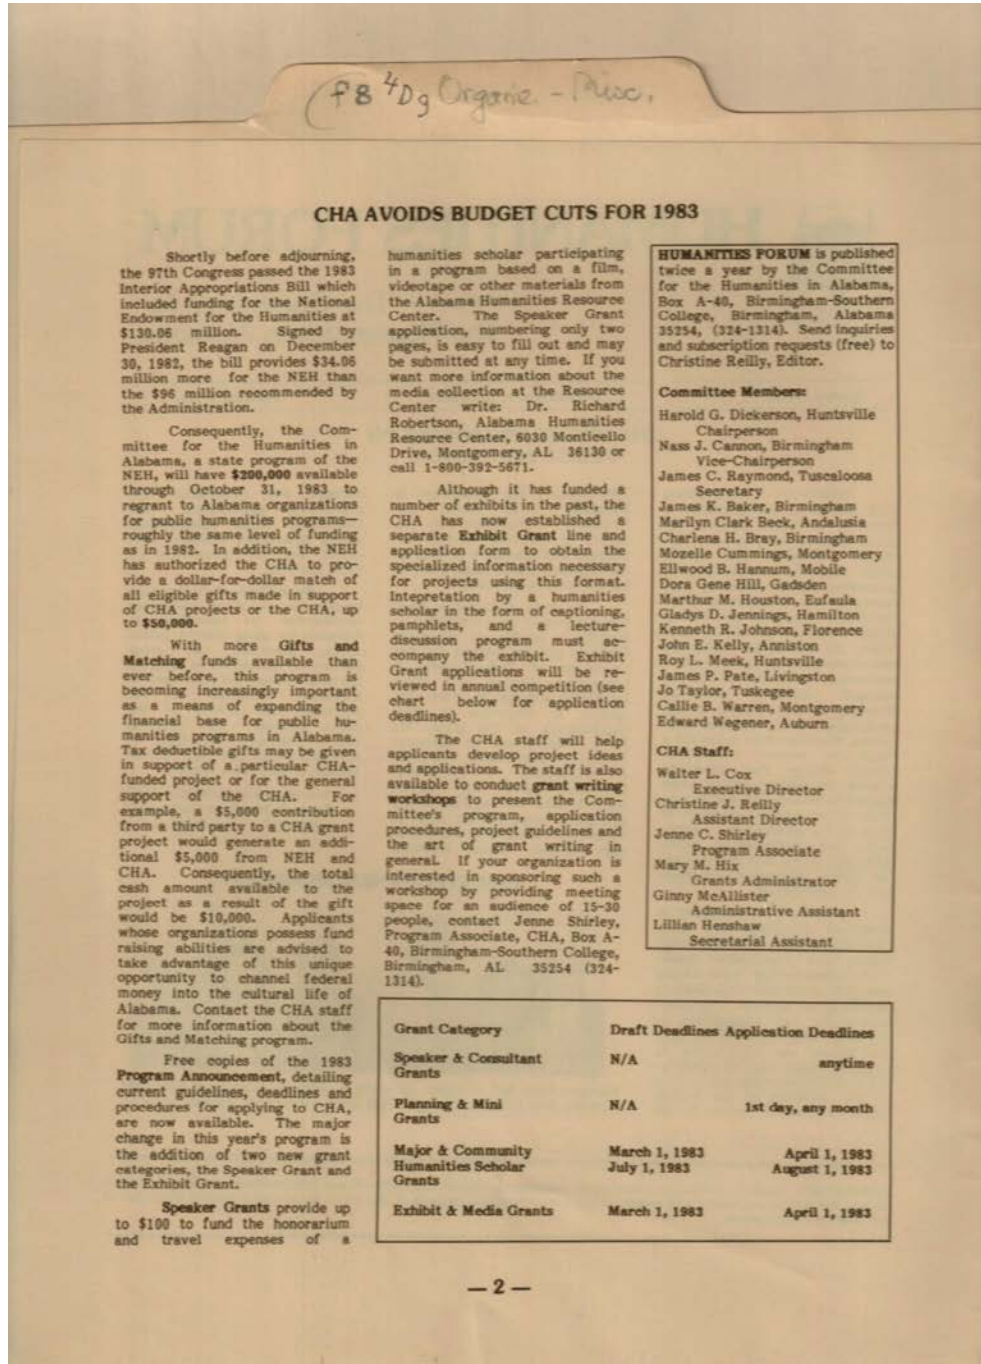 (f8 4Dg Organiz. - Misc.
CHA AVOIDS BUDGET CUTS FOR 1983
Shortly before adjourning,
the 97th Congress passed the 1983
Interior Appropriations Bill which
included funding for the National
Endowment for the Humanities at
$130.06 million. Signed by
President Reagan on December
30, 1982, the bill provides $34.06
million more for the NEH than
the $96 million recommended by
the Administration.
Consequently, the Com-
mittee for the Humanities in
Alabama, a state program of the
NEH, will have $200,000 available
through October 31, 1983 to
regrant to Alabama organizations
for public humanities programs—
roughly the same level of funding
as in 1982. In addition, the NEH
has authorized the CHA to pro-
vide a dollar-for-dollar match of
all eligible gifts made in support
of CHA projects or the CHA, up
to $50,000.
With more Gifts and
Matching funds available than
ever before, this program is
becoming increasingly important
as a means of expanding the
financial base for public hu-
manities programs in Alabama.
Tax deductible gifts may be given
in support of a particular CHA-
funded project or for the general
support of the CHA. For
example, a $5,000 contribution
from a third party to a CHA grant
project would generate an addi-
tional $5,000 from NEH and
CHA. Consequently, the total
cash amount available to the
project as a result of the gift
would be $10,000. Applicants
whose organizations possess fund
raising abilities are advised to
take advantage of this unique
opportunity to channel federal
money into the cultural life of
Alabama. Contact the CHA staff
for more information about the
Gifts and Matching program.
Free copies of the 1983
Program Announcement, detailing
current guidelines, deadlines and
procedures for applying to CHA,
are now available. The major
change in this year's program is
the addition of two new grant
categories, the Speaker Grant and
the Exhibit Grant.
Speaker Grants provide up
to $100 to fund the honorarium
and travel expenses of a
humanities scholar participating
in a program based on a film,
videotape or other materials from
the Alabama Humanities Resource
Center. The Speaker Grant
application, numbering only two
pages, is easy to fill out and may
be submitted at any time. If you
want more information about the
media collection at the Resource
Center write: Dr. Richard
Robertson, Alabama Humanities
Resource Center, 6030 Monticello
Drive, Montgomery, AL 36130 or
call 1-800-392-5671.
Although it has funded a
number of exhibits in the past, the
CHA has now established a
separate Exhibit Grant line and
application form to obtain the
specialized information necessary
for projects using this format.
Intepretation by a humanities
scholar in the form of captioning,
pamphlets, and a lecture-
discussion program must ac-
company the exhibit. Exhibit
Grant applications will be re-
viewed in annual competition (see
chart below for application
deadlines).
The CHA staff will help
applicants develop project ideas
and applications. The staff is also
available to conduct grant writing
workshops to present the Com-
mittee's program, application
procedures, project guidelines and
the art of grant writing in
general. If your organization is
interested in sponsoring such a
workshop by providing meeting
space for an audience of 15-30
people, contact Jenne Shirley,
Program Associate, CHA, Box A-
40, Birmingham-Southern College,
Birmingham, AL 35254 (324-
1314).
HUMANITIES FORUM is published
twice a year by the Committee
for the Humanities in Alabama,
Box A-40, Birmingham-Southern
College, Birmingham, Alabama
35254, (324-1314). Send inquiries
and subscription requests (free) to
Christine Reilly, Editor.
Committee Members:
Harold G. Dickerson, Huntsville
Chairperson
Nass J. Cannon, Birmingham
Vice-Chairperson
James C. Raymond, Tuscaloosa
Secretary
James K. Baker, Birmingham
Marilyn Clark Beck, Andalusia
Charlena H. Bray, Birmingham
Mozelle Cummings, Montgomery
Ellwood B. Hannum, Mobile
Dora Gene Hill, Gadsden
Marthur M. Houston, Eufaula
Gladys D. Jennings, Hamilton
Kenneth R. Johnson, Florence
John E. Kelly, Anniston
Roy L. Meek, Huntsville
James P. Pate, Livingston
Jo Taylor, Tuskegee
Callie B. Warren, Montgomery
Edward Wegener, Auburn
CHA Staff:
Walter L. Cox
Executive Director
Christine J. Reilly
Assistant Director
Jenne C. Shirley
Program Associate
Mary M. Hix
Grants Administrator
Ginny McAllister
Administrative Assistant
Lillian Henshaw
Secretarial Assistant
Grant Category Draft Deadlines Application Deadlines
Speaker & Consultant N/A anytime
Grants
Planning & Mini N/A 1st day, any month
Grants
Major & Community March 1, 1983 April 1, 1983
Humanities Scholar July 1, 1983 August 1, 1983
Grants
Exhibit & Media Grants March 1, 1983 April 1, 1983
— 2 —